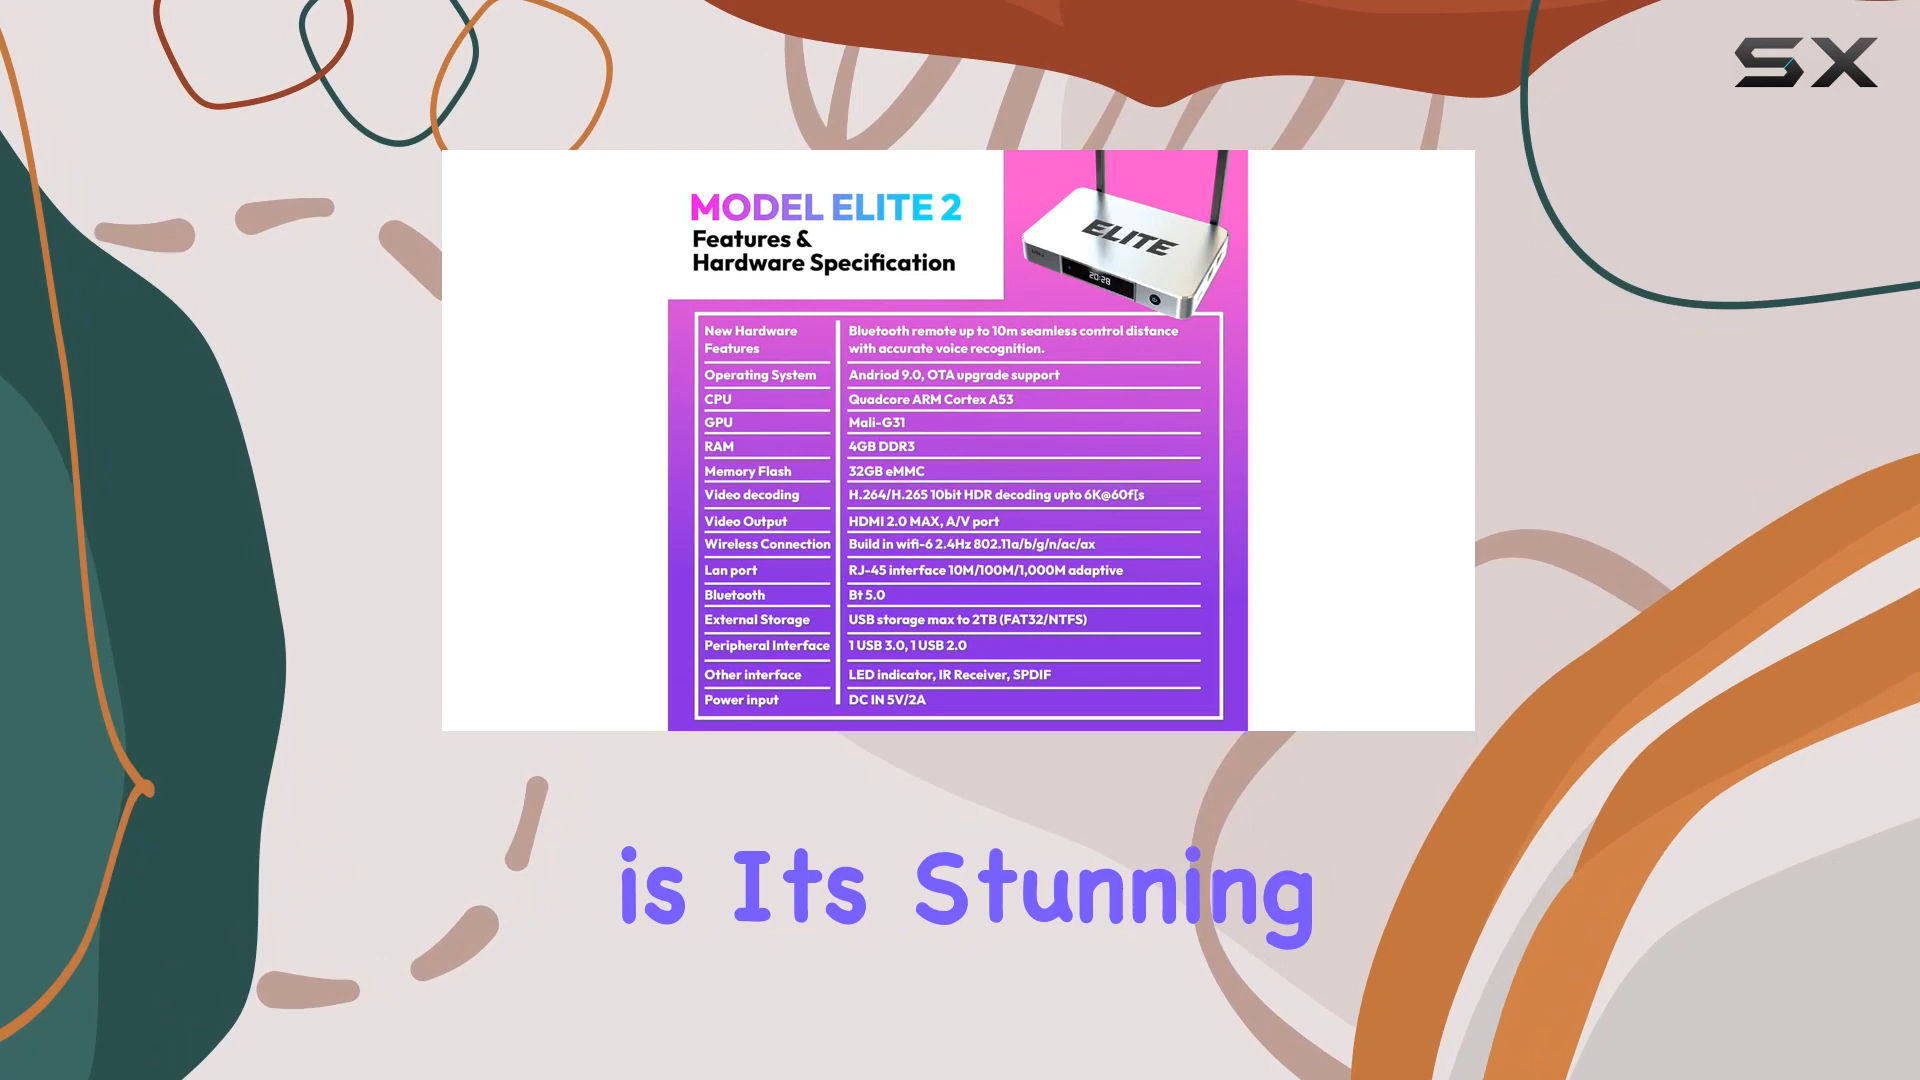 SX
MODEL ELITE 2
Features &
Hardware Specification
ELITE
20:28
New Hardware Features
Bluetooth remote up to 10m seamless control distance
with accurate voice recognition.
Operating System
Andriod 9.0, OTA upgrade support
CPU
Quadcore ARM Cortex A53
GPU
Mali-G31
RAM
4GB DDR3
Memory Flash
32GB eMMC
Video decoding
H.264/H.265 10bit HDR decoding upto 6K@60f[s
Video Output
HDMI 2.0 MAX, A/V port
Wireless Connection
Build in wifi-6 2.4Hz 802.11a/b/g/n/ac/ax
Lan port
RJ-45 interface 10M/100M/1,000M adaptive
Bluetooth
Bt 5.0
External Storage
USB storage max to 2TB (FAT32/NTFS)
Peripheral Interface
1 USB 3.0, 1 USB 2.0
Other interface
LED indicator, IR Receiver, SPDIF
Power input
DC IN 5V/2A
is Its Stunning